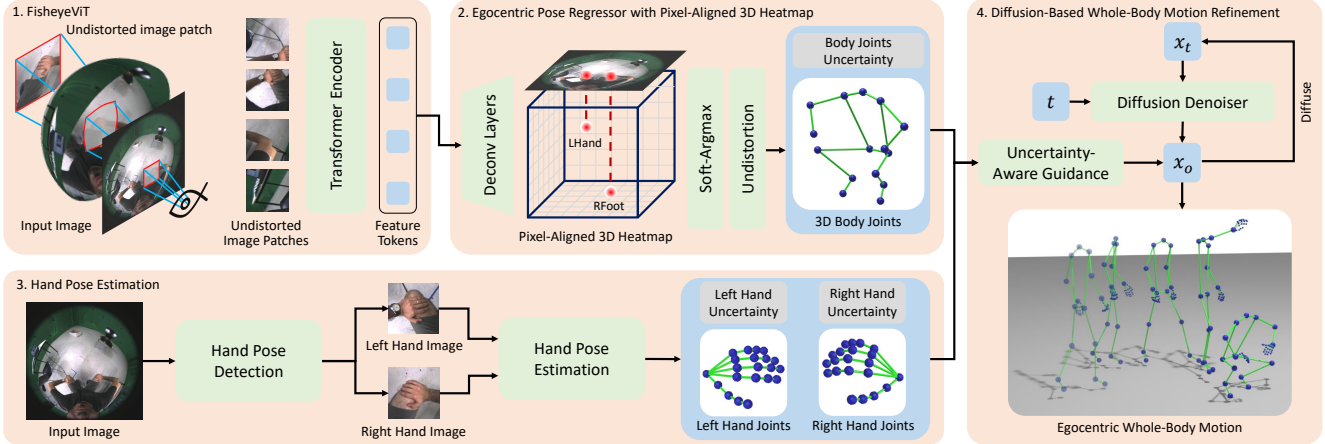 1. FisheyeViT
Undistorted image patch
Input Image
Undistorted
Image Patches
Transformer Encoder
Feature
Tokens
2. Egocentric Pose Regressor with Pixel-Aligned 3D Heatmap
Deconv Layers
LHand
RFoot
Pixel-Aligned 3D Heatmap
Soft-Argmax
Undistortion
Body Joints
Uncertainty
3D Body Joints
3. Hand Pose Estimation
Input Image
Hand Pose
Detection
Left Hand Image
Right Hand Image
Hand Pose
Estimation
Left Hand
Uncertainty
Left Hand Joints
Right Hand
Uncertainty
Right Hand Joints
4. Diffusion-Based Whole-Body Motion Refinement
x_t
t
Diffusion Denoiser
Diffuse
Uncertainty-
Aware Guidance
x_o
Egocentric Whole-Body Motion